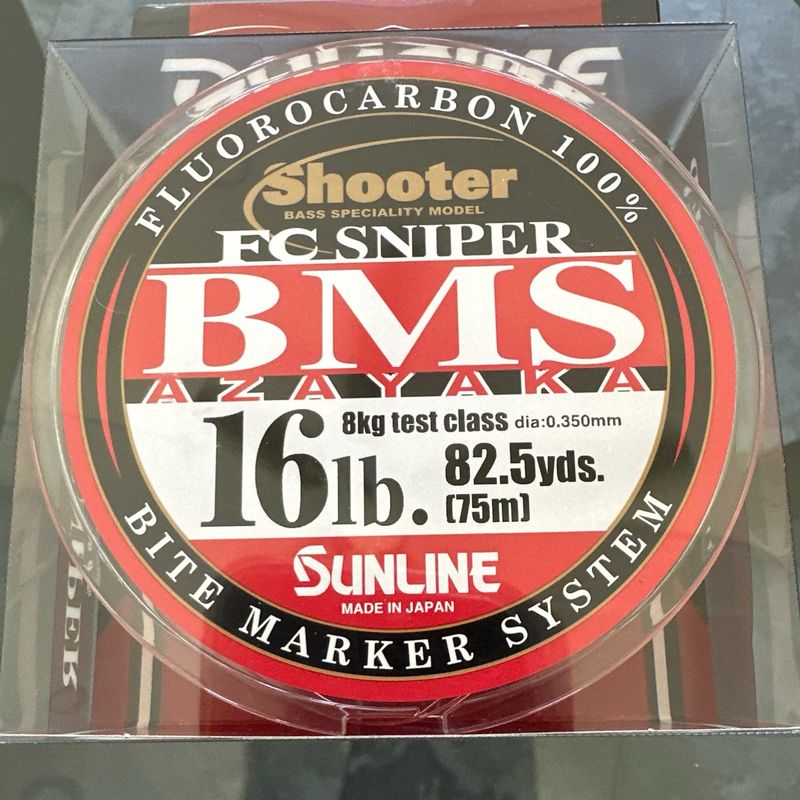 SUNLINE
FLUOROCARBON 100%
Shooter
BASS SPECIALITY MODEL
FC SNIPER
BMS
AZAYAKA
16lb.
8kg test class dia:0.350mm
82.5yds.
(75m)
SUNLINE
MADE IN JAPAN
BITE MARKER SYSTEM